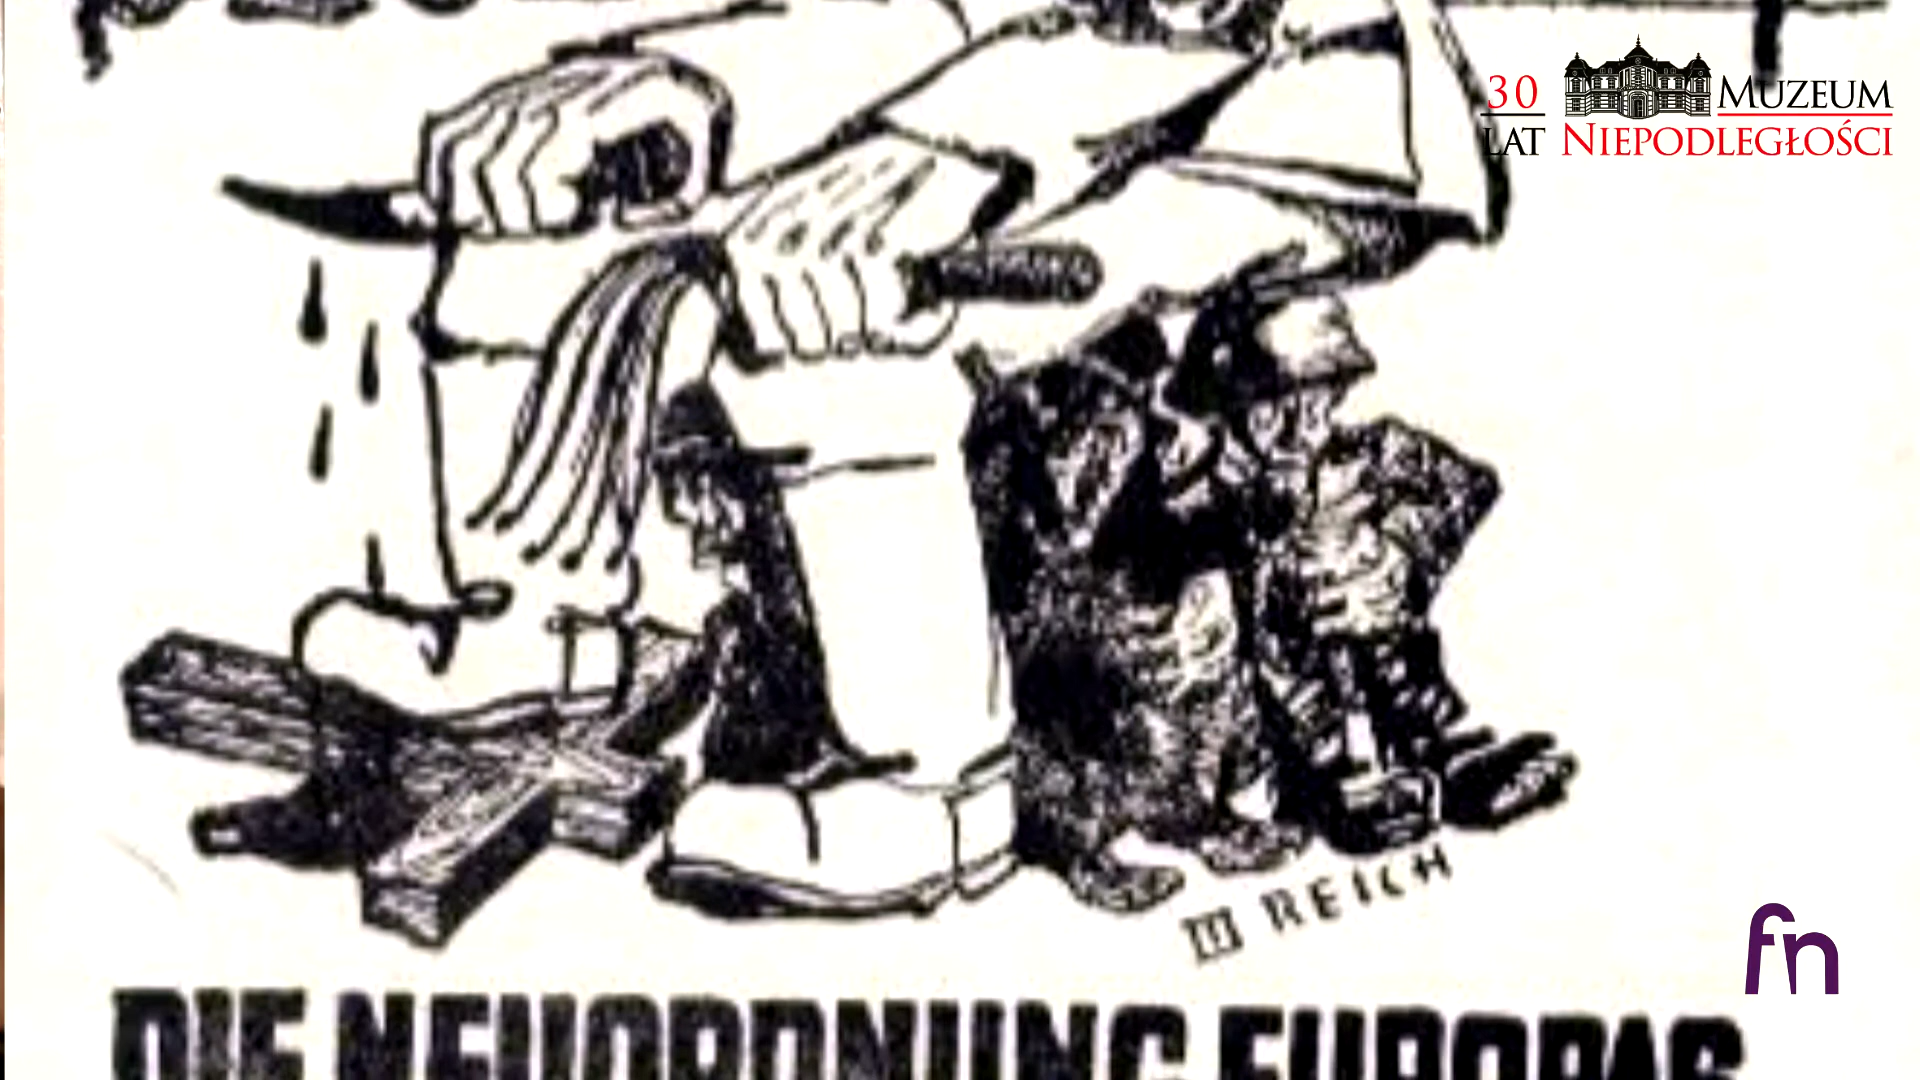 30 LAT
MUZEUM
NIEPODLEGŁOŚCI
III REICH
fn
DIE NEUORDNUNG EUROPAS